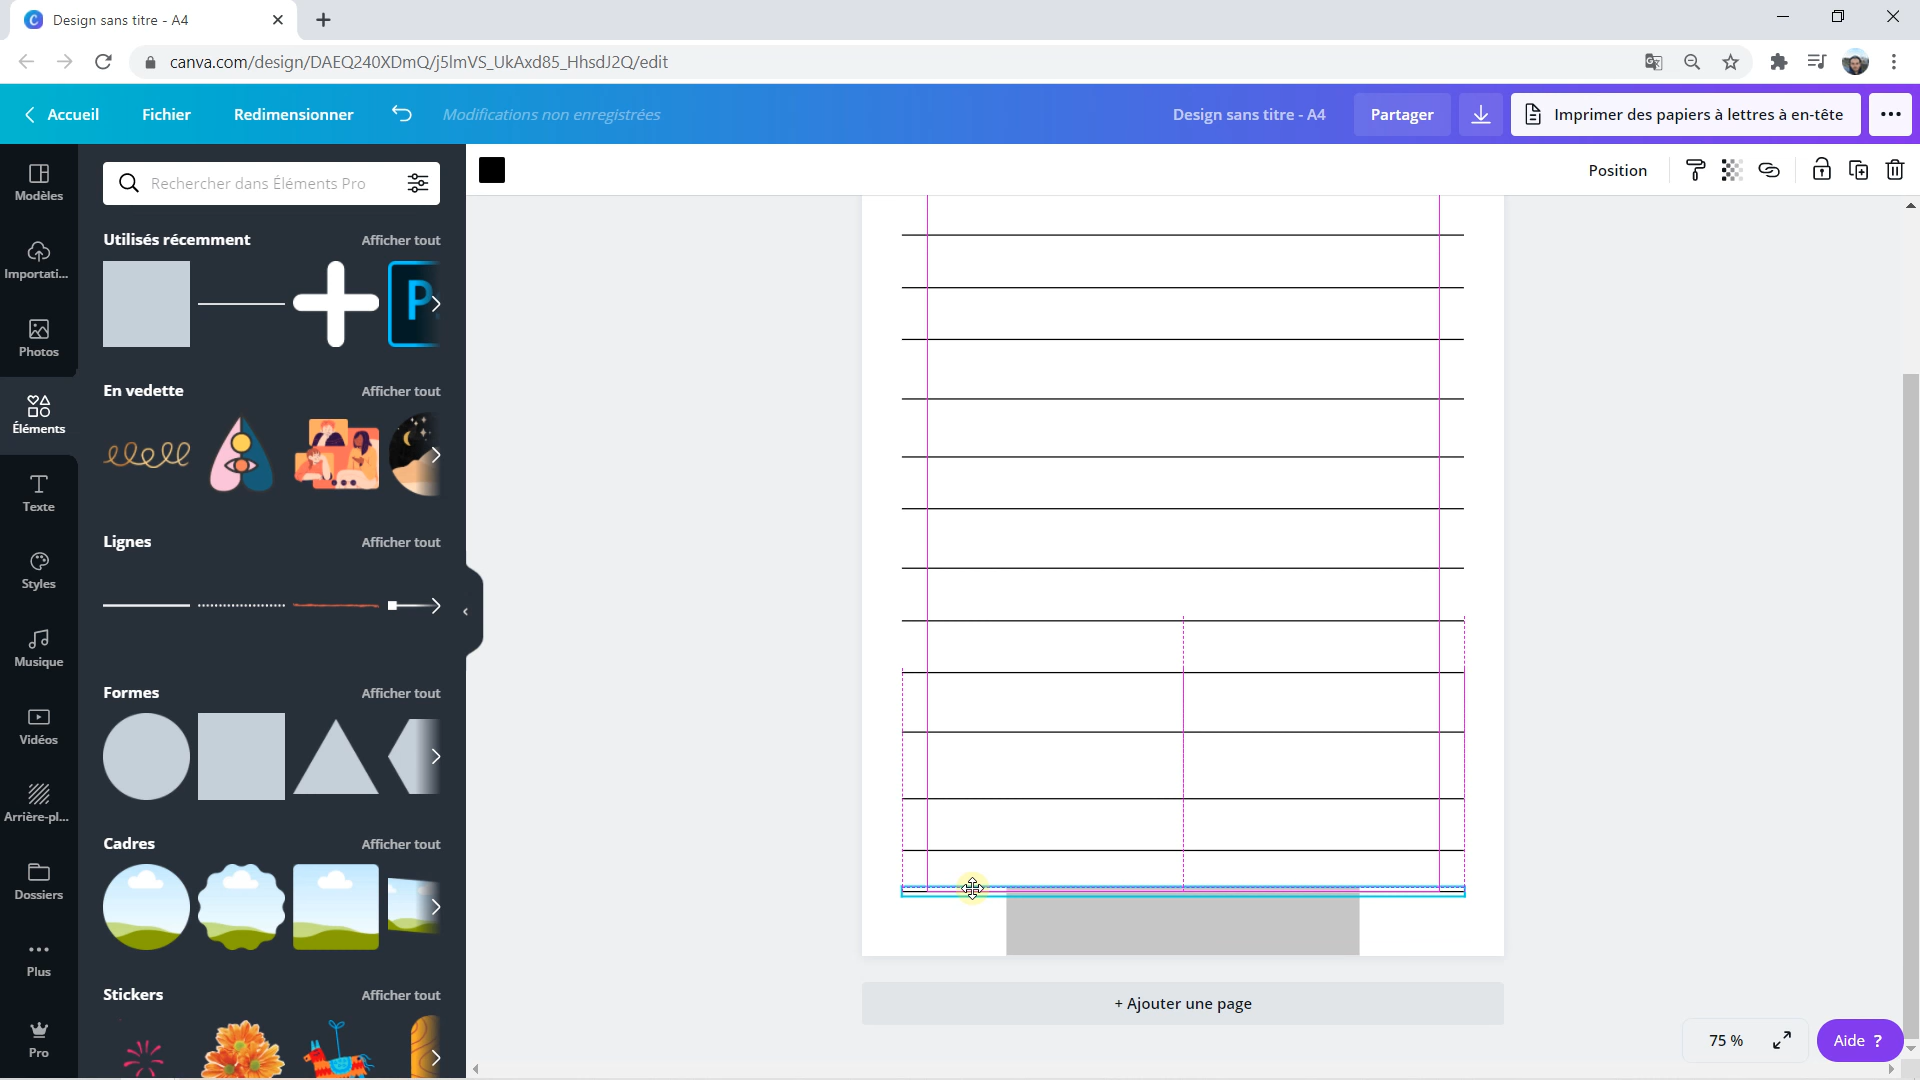 Design sans titre - A4
canva.com/design/DAEQ240XDmQ/j5lmVS_UkAxd85_HhsdJ2Q/edit
Accueil
Fichier
Redimensionner
Modifications non enregistrées
Design sans titre - A4
Partager
Imprimer des papiers à lettres à en-tête
Modèles
Importati...
Photos
Éléments
Texte
Styles
Musique
Vidéos
Arrière-pl...
Dossiers
Plus
Pro
Rechercher dans Éléments Pro
Position
Utilisés récemment
Afficher tout
P
En vedette
Afficher tout
Lignes
Afficher tout
Formes
Afficher tout
Cadres
Afficher tout
Stickers
Afficher tout
+ Ajouter une page
75 %
Aide ?